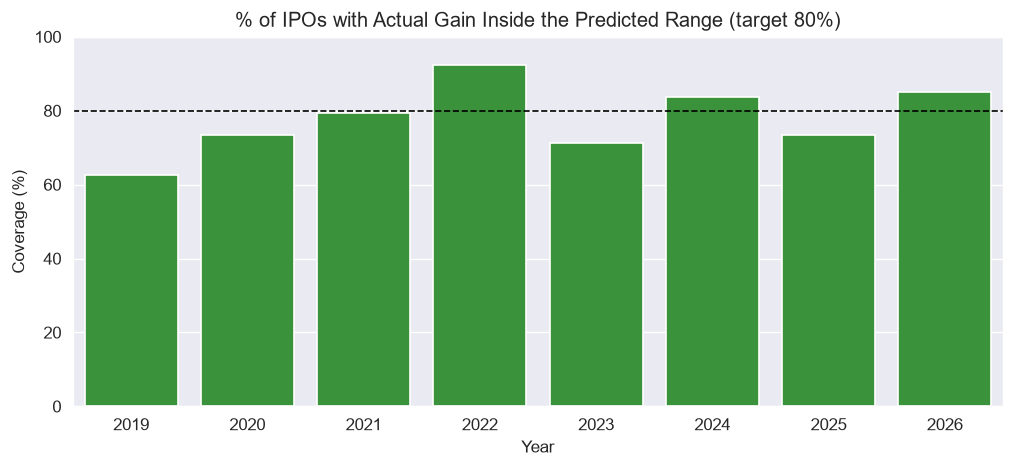 % of IPOs with Actual Gain Inside the Predicted Range (target 80%)
100
80
60
40
20
0
Coverage (%)
2019 2020 2021 2022 2023 2024 2025 2026
Year